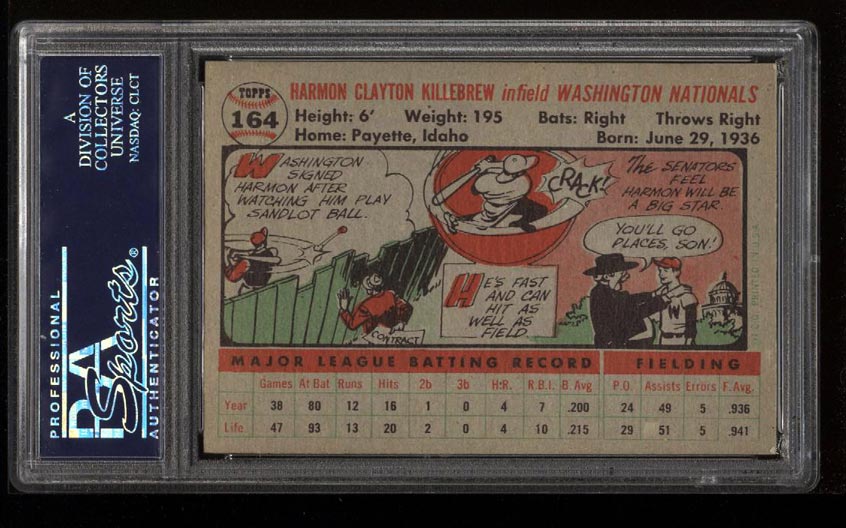 A
DIVISION OF
COLLECTORS
UNIVERSE
NASDAQ: CLCT
PROFESSIONAL
PSA
Sports®
AUTHENTICATOR
TOPPS
164
HARMON CLAYTON KILLEBREW infield WASHINGTON NATIONALS
Height: 6' Weight: 195 Bats: Right Throws Right
Home: Payette, Idaho Born: June 29, 1936
WASHINGTON
SIGNED
HARMON AFTER
WATCHING HIM PLAY
SANDLOT BALL.
CONTRACT
CRACK!
HE'S FAST
AND CAN
HIT AS
WELL AS
FIELD.
THE SENATORS
FEEL
HARMON WILL BE
A BIG STAR.
YOU'LL GO
PLACES, SON!
W
PRINTED IN U.S.A.
MAJOR LEAGUE BATTING RECORD FIELDING
Games At Bat Runs Hits 2b 3b H.R. R.B.I. B. Avg P.O. Assists Errors F. Avg.
Year 38 80 12 16 1 0 4 7 .200 24 49 5 .936
Life 47 93 13 20 2 0 4 10 .215 29 51 5 .941